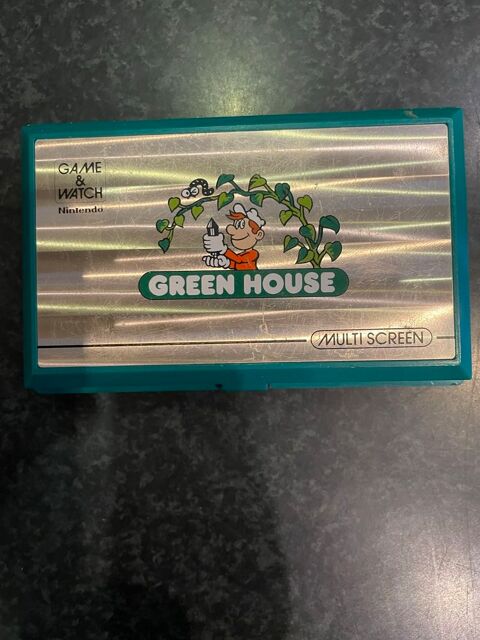 GAME
&
WATCH
Nintendo
GREEN HOUSE
MULTI SCREEN